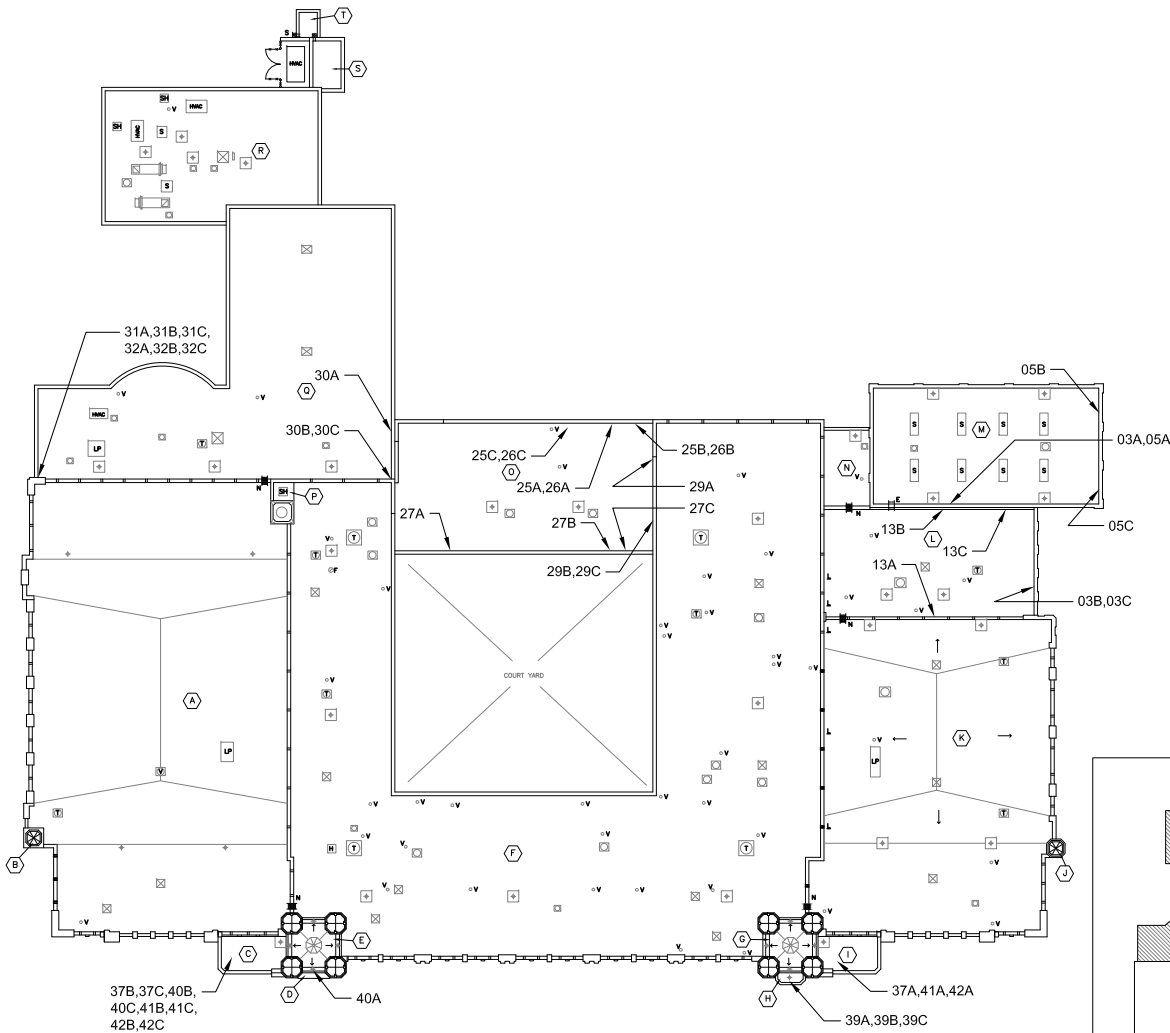 T
S
HVAC
S
SH
V
HVAC
HVAC
SH
S
R
S
31A,31B,31C,
32A,32B,32C
30A
Q
V
V
HVAC
30B,30C
T
LP
N
SH
P
25C,26C
V
25B,26B
O
V
25A,26A
29A
27C
27A
27B
29B,29C
05B
M
S
S
S
S
S
S
S
S
03A,05A
05C
N
V
E
N
13B
L
13C
13A
T
V
V
03B,03C
N
V
T
T
V
F
T
V
V
L
V
T
V
L
L
V
V
V
V
V
V
COURT YARD
V
T
A
LP
V
T
B
V
V
V
V
V
V
V
V
V
V
V
H
T
F
T
L
L
V
V
V
V
V
V
V
N
N
T
K
V
LP
T
J
V
V
V
C
E
D
40A
37B,37C,40B,
40C,41B,41C,
42B,42C
G
H
V
V
I
37A,41A,42A
39A,39B,39C